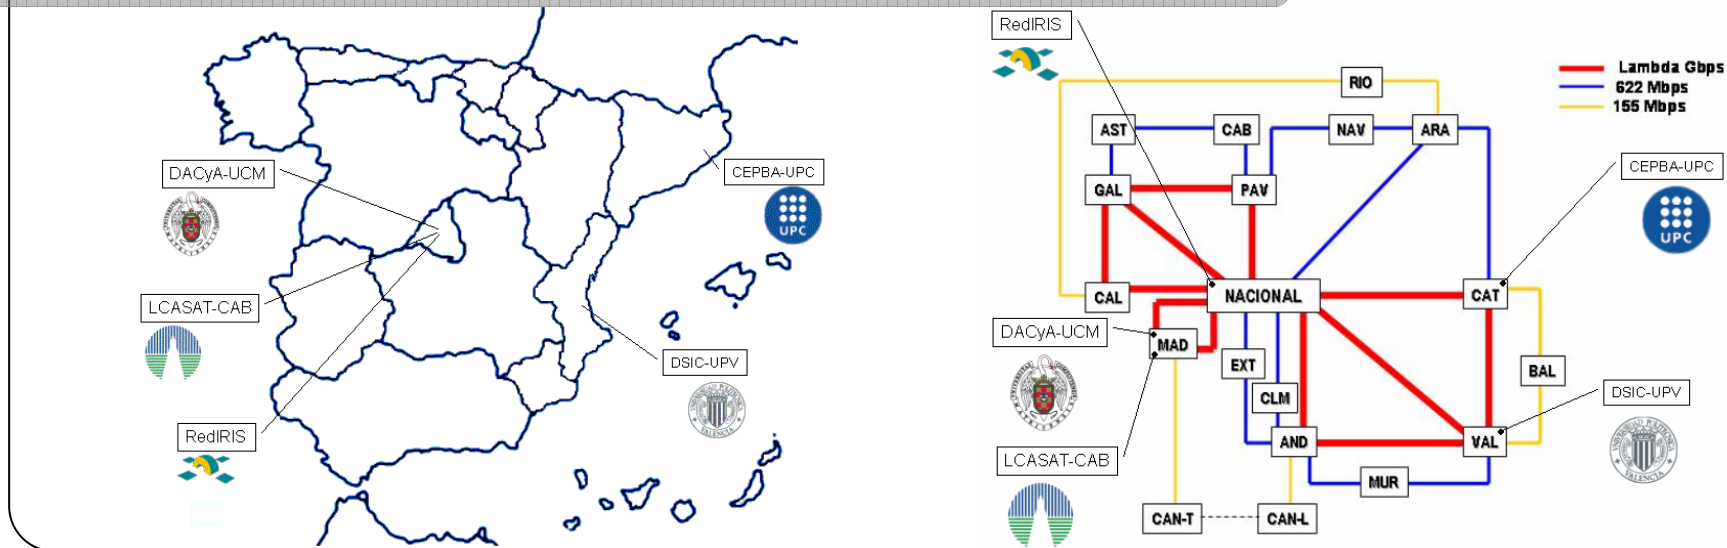 DACyA-UCM
LCASAT-CAB
RedIRIS
CEPBA-UPC
UPC
DSIC-UPV
RedIRIS
Lambda Gbps
622 Mbps
155 Mbps
RIO
AST
CAB
NAV
ARA
GAL
PAV
CEPBA-UPC
UPC
CAL
NACIONAL
CAT
DACyA-UCM
MAD
EXT
BAL
CLM
DSIC-UPV
AND
VAL
LCASAT-CAB
MUR
CAN-T
CAN-L